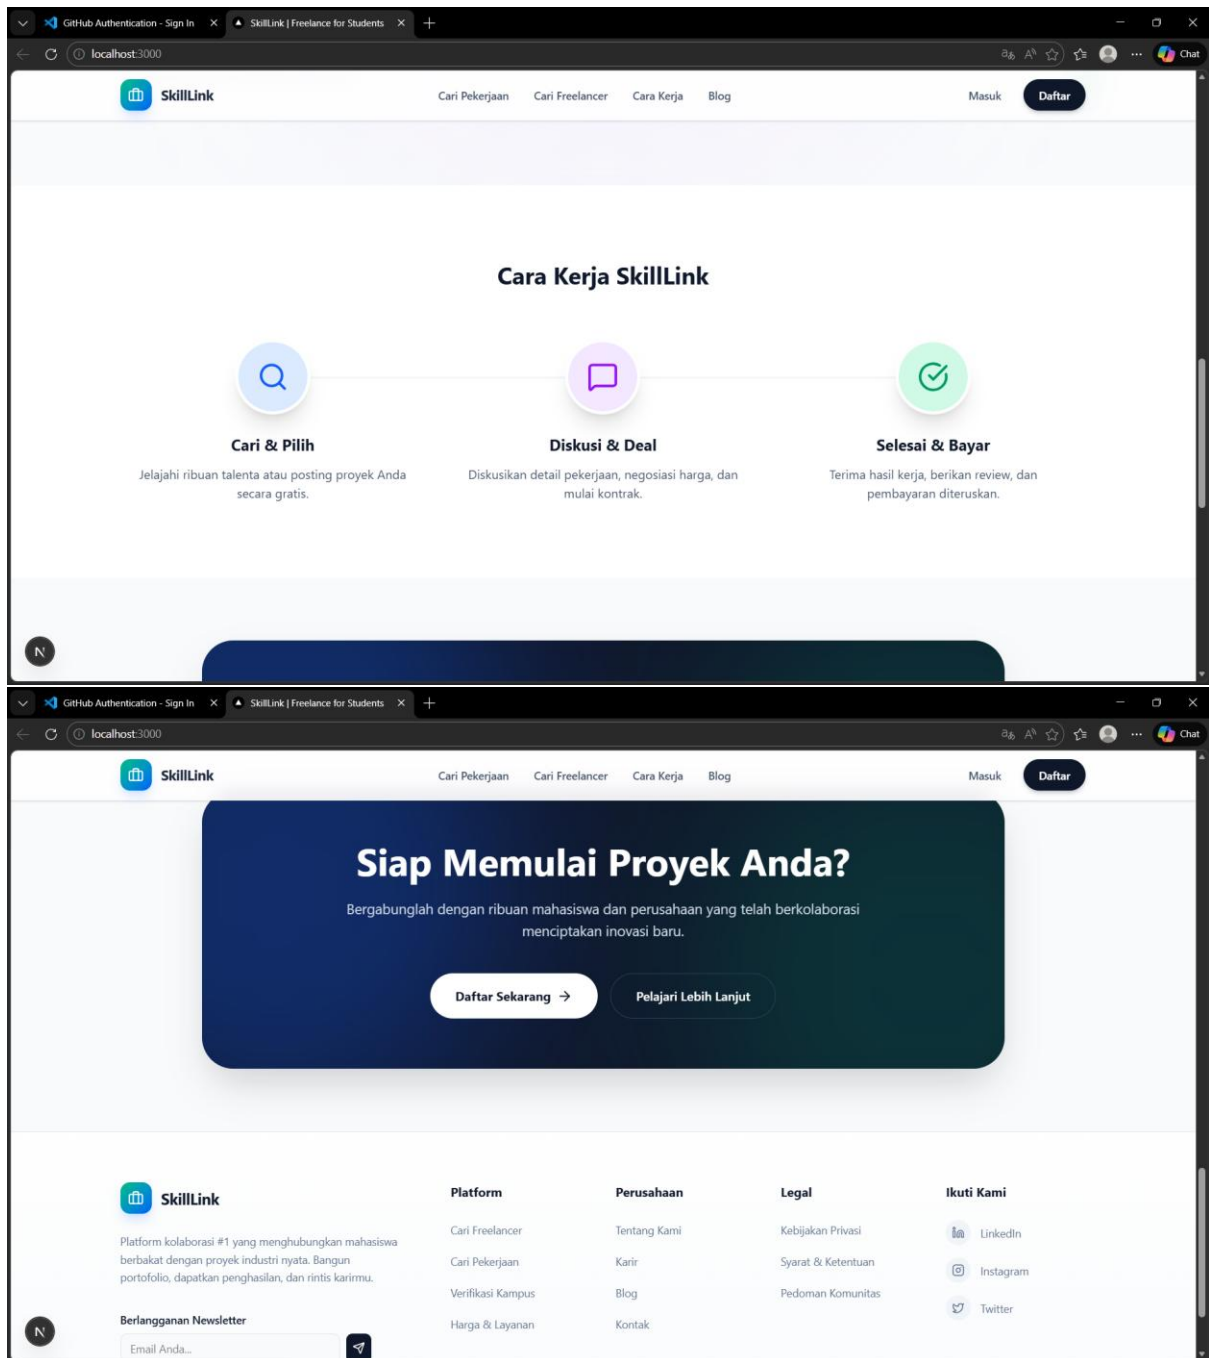 GitHub Authentication - Sign In
SkillLink | Freelance for Students
localhost:3000
Chat
SkillLink
Cari Pekerjaan
Cari Freelancer
Cara Kerja
Blog
Masuk
Daftar
Cara Kerja SkillLink
Cari & Pilih
Jelajahi ribuan talenta atau posting proyek Anda
secara gratis.
Diskusi & Deal
Diskusikan detail pekerjaan, negosiasi harga, dan
mulai kontrak.
Selesai & Bayar
Terima hasil kerja, berikan review, dan
pembayaran diteruskan.
N
GitHub Authentication - Sign In
SkillLink | Freelance for Students
localhost:3000
Chat
SkillLink
Cari Pekerjaan
Cari Freelancer
Cara Kerja
Blog
Masuk
Daftar
Siap Memulai Proyek Anda?
Bergabunglah dengan ribuan mahasiswa dan perusahaan yang telah berkolaborasi
menciptakan inovasi baru.
Daftar Sekarang →
Pelajari Lebih Lanjut
SkillLink
Platform kolaborasi #1 yang menghubungkan mahasiswa
berbakat dengan proyek industri nyata. Bangun
portofolio, dapatkan penghasilan, dan rintis karirmu.
Berlangganan Newsletter
Email Anda...
Platform
Cari Freelancer
Cari Pekerjaan
Verifikasi Kampus
Harga & Layanan
Perusahaan
Tentang Kami
Karir
Blog
Kontak
Legal
Kebijakan Privasi
Syarat & Ketentuan
Pedoman Komunitas
Ikuti Kami
LinkedIn
Instagram
Twitter
N